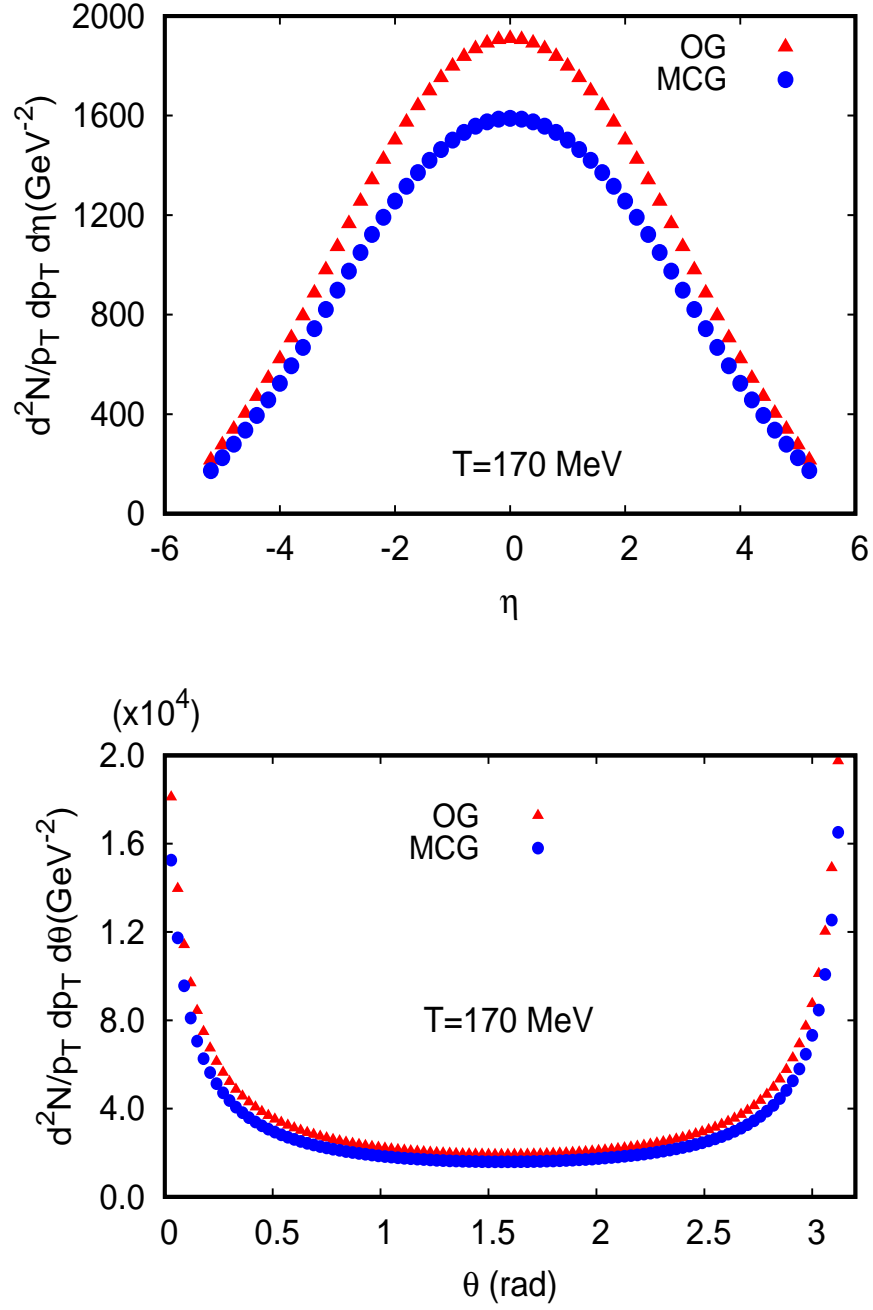 2000
1600
1200
800
400
0
-6 -4 -2 0 2 4 6
d²N/p_T dp_T dη(GeV⁻²)
η
OG
MCG
T=170 MeV
(x10⁴)
2.0
1.6
1.2
8.0
4.0
0.0
0 0.5 1 1.5 2 2.5 3
d²N/p_T dp_T dθ(GeV⁻²)
θ (rad)
OG
MCG
T=170 MeV